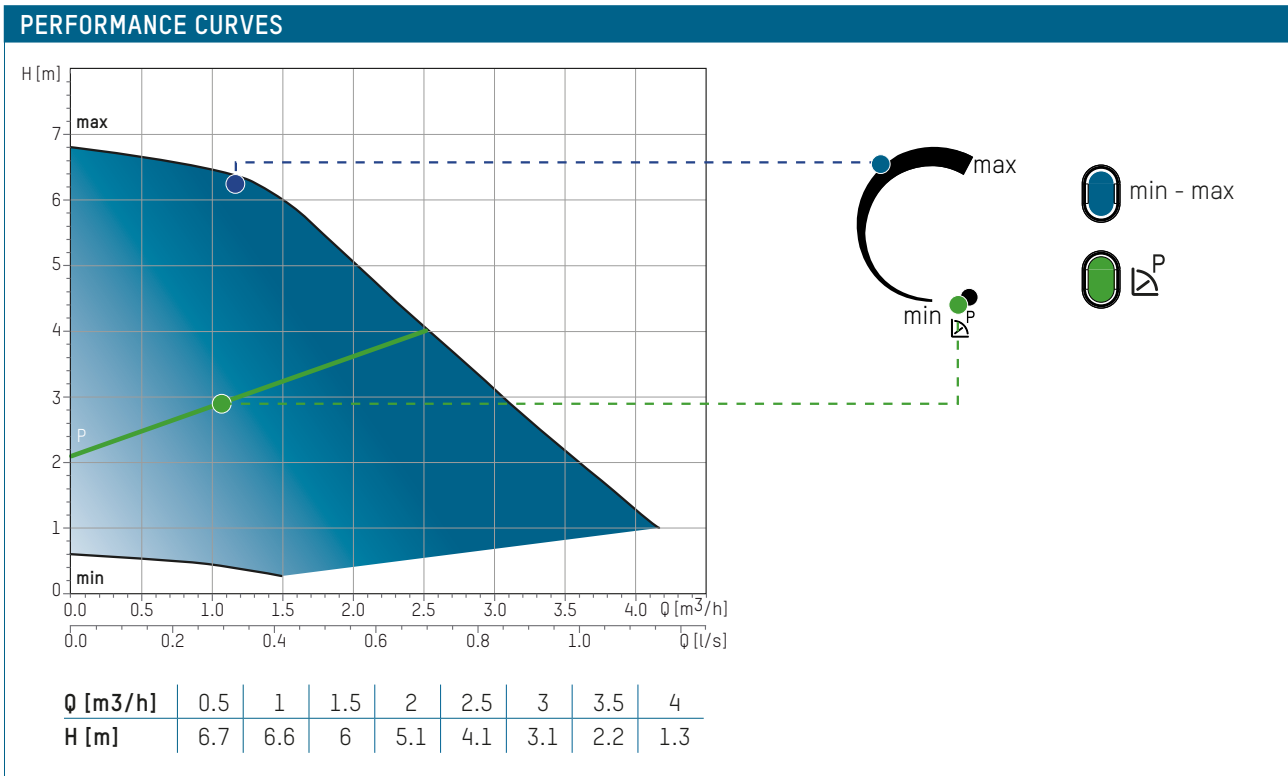 PERFORMANCE CURVES
H [m]
max
7
6
5
4
3
2
1
0
P
min
0.0 0.5 1.0 1.5 2.0 2.5 3.0 3.5 4.0 Q [m3/h]
0.0 0.2 0.4 0.6 0.8 1.0 Q [l/s]
max
min P
min - max
P
Q [m3/h] 0.5 1 1.5 2 2.5 3 3.5 4
H [m] 6.7 6.6 6 5.1 4.1 3.1 2.2 1.3